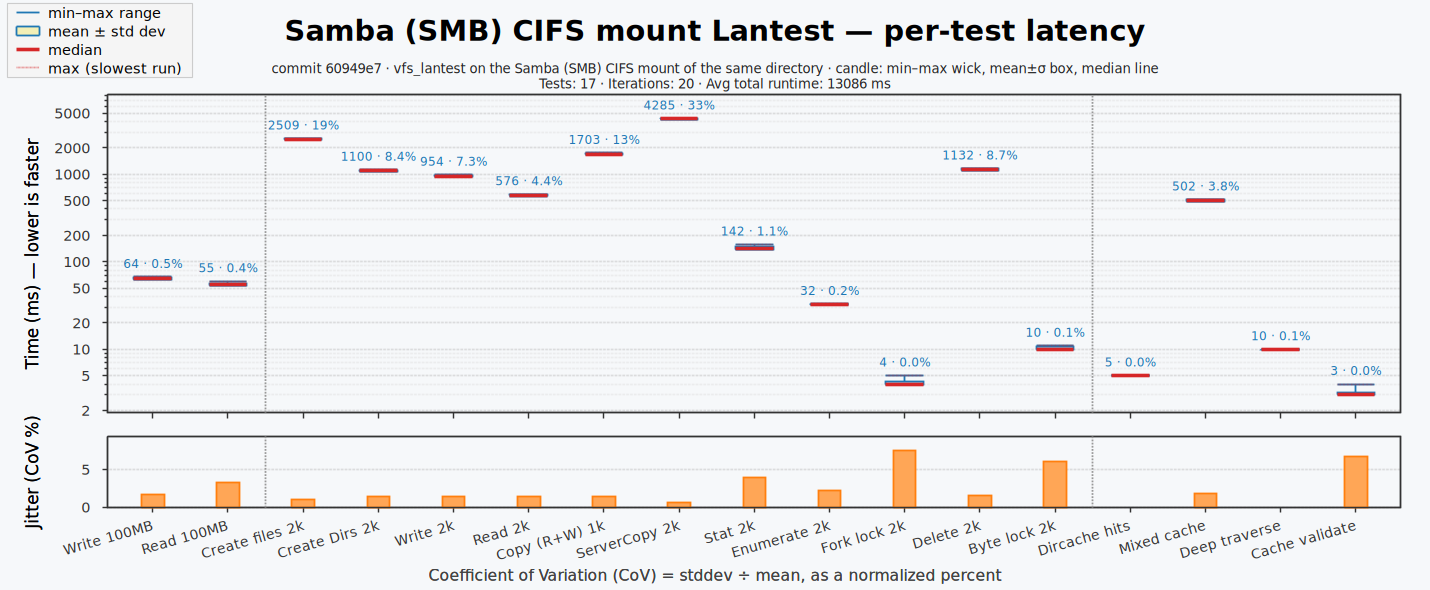 min–max range
mean ± std dev
median
max (slowest run)
Samba (SMB) CIFS mount Lantest — per-test latency
commit 60949e7 · vfs_lantest on the Samba (SMB) CIFS mount of the same directory · candle: min–max wick, mean±σ box, median line
Tests: 17 · Iterations: 20 · Avg total runtime: 13086 ms
Time (ms) — lower is faster
5000
2000
1000
500
200
100
50
20
10
5
2
64 · 0.5%
55 · 0.4%
2509 · 19%
1100 · 8.4%
954 · 7.3%
576 · 4.4%
1703 · 13%
4285 · 33%
142 · 1.1%
32 · 0.2%
4 · 0.0%
1132 · 8.7%
10 · 0.1%
5 · 0.0%
502 · 3.8%
10 · 0.1%
3 · 0.0%
Jitter (CoV %)
5
0
Write 100MB
Read 100MB
Create files 2k
Create Dirs 2k
Write 2k
Read 2k
Copy (R+W) 1k
ServerCopy 2k
Stat 2k
Enumerate 2k
Fork lock 2k
Delete 2k
Byte lock 2k
Dircache hits
Mixed cache
Deep traverse
Cache validate
Coefficient of Variation (CoV) = stddev ÷ mean, as a normalized percent